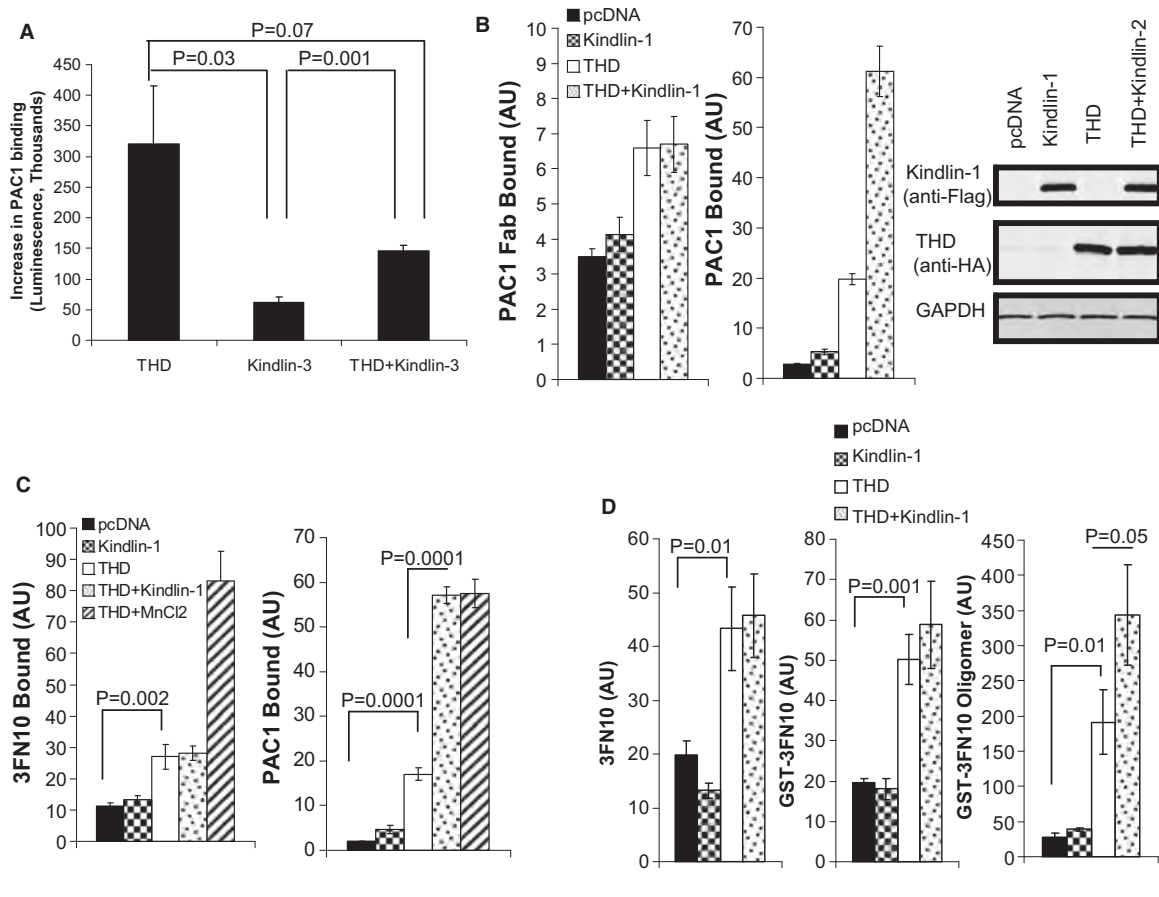 A
P=0.07
P=0.03
P=0.001
Increase in PAC1 binding
(Luminescence, Thousands)
450
400
350
300
250
200
150
100
50
0
THD
Kindlin-3
THD+Kindlin-3
B
pcDNA
Kindlin-1
THD
THD+Kindlin-1
PAC1 Fab Bound (AU)
10
9
8
7
6
5
4
3
2
1
0
PAC1 Bound (AU)
70
60
50
40
30
20
10
0
pcDNA
Kindlin-1
THD
THD+Kindlin-2
Kindlin-1
(anti-Flag)
THD
(anti-HA)
GAPDH
C
pcDNA
Kindlin-1
THD
THD+Kindlin-1
THD+MnCl2
3FN10 Bound (AU)
100
90
80
70
60
50
40
30
20
10
0
P=0.002
PAC1 Bound (AU)
70
60
50
40
30
20
10
0
P=0.0001
P=0.0001
pcDNA
Kindlin-1
THD
THD+Kindlin-1
D
3FN10 (AU)
60
50
40
30
20
10
0
P=0.01
GST-3FN10 (AU)
80
70
60
50
40
30
20
10
0
P=0.001
GST-3FN10 Oligomer (AU)
450
400
350
300
250
200
150
100
50
0
P=0.05
P=0.01